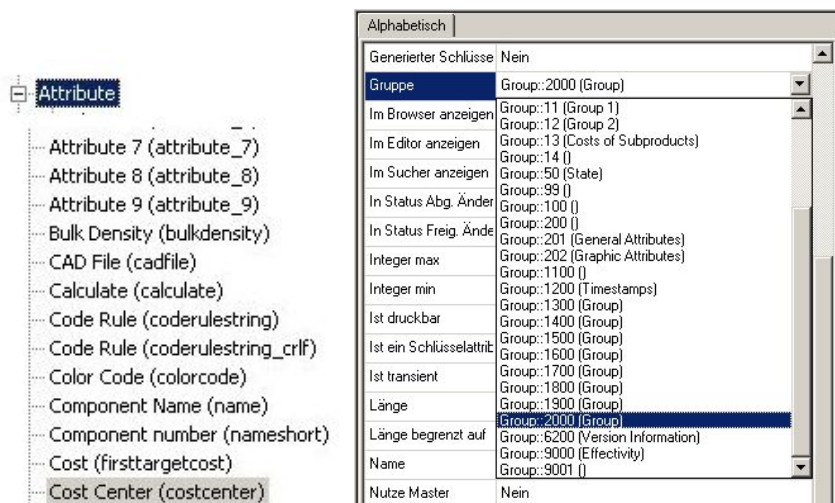 Attribute
Attribute 7 (attribute_7)
Attribute 8 (attribute_8)
Attribute 9 (attribute_9)
Bulk Density (bulkdensity)
CAD File (cadfile)
Calculate (calculate)
Code Rule (coderulestring)
Code Rule (coderulestring_crlf)
Color Code (colorcode)
Component Name (name)
Component number (nameshort)
Cost (firsttargetcost)
Cost Center (costcenter)
Alphabetisch
Generierter Schlüsse Nein
Gruppe Group::2000 (Group)
Im Browser anzeigen
Im Editor anzeigen
Im Sucher anzeigen
In Status Abg. Änder
In Status Freig. Ände
Integer max
Integer min
Ist druckbar
Ist ein Schlüsselattrib
Ist transient
Länge
Länge begrenzt auf
Name
Nutze Master Nein
Group::11 (Group 1)
Group::12 (Group 2)
Group::13 (Costs of Subproducts)
Group::14 ()
Group::50 (State)
Group::99 ()
Group::100 ()
Group::200 ()
Group::201 (General Attributes)
Group::202 (Graphic Attributes)
Group::1100 ()
Group::1200 (Timestamps)
Group::1300 (Group)
Group::1400 (Group)
Group::1500 (Group)
Group::1600 (Group)
Group::1700 (Group)
Group::1800 (Group)
Group::1900 (Group)
Group::2000 (Group)
Group::6200 (Version Information)
Group::9000 (Effectivity)
Group::9001 ()